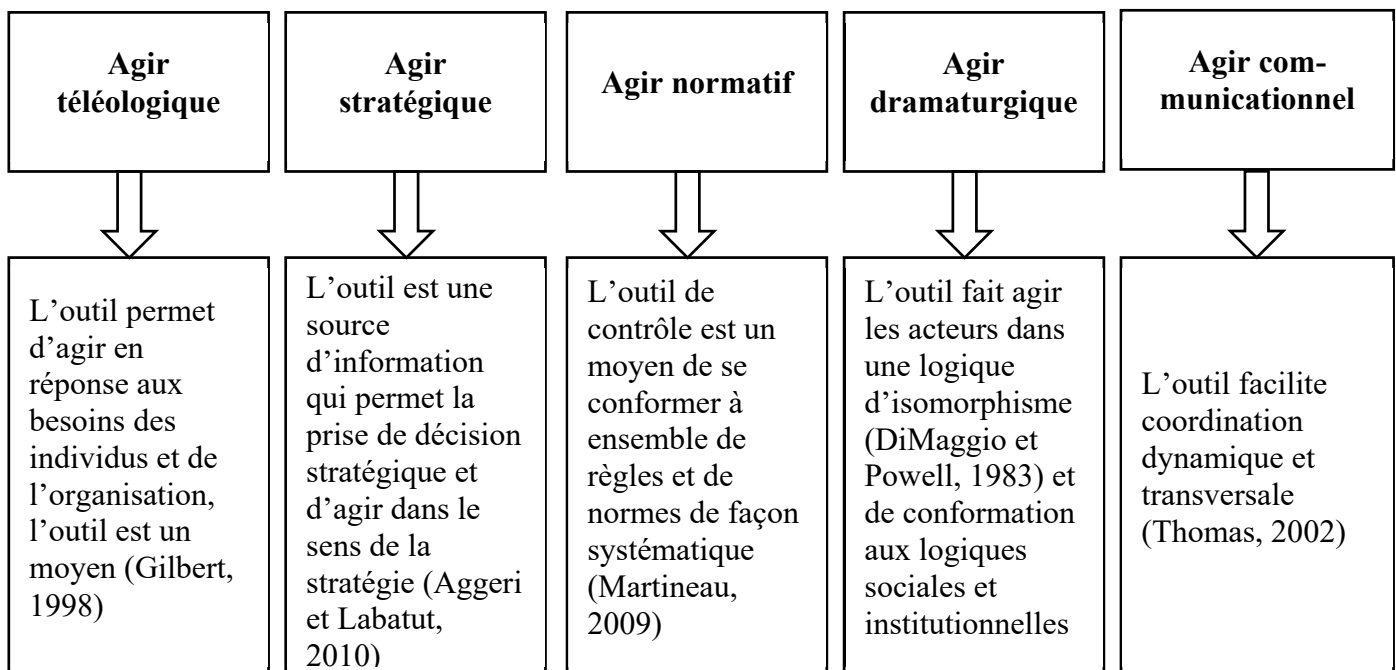 Agir
téléologique
Agir
stratégique
Agir normatif
Agir
dramaturgique
Agir com-
municationnel
L’outil permet
d’agir en
réponse aux
besoins des
individus et de
l’organisation,
l’outil est un
moyen (Gilbert,
1998)
L’outil est une
source
d’information
qui permet la
prise de décision
stratégique et
d’agir dans le
sens de la
stratégie (Aggeri
et Labatut,
2010)
L’outil de
contrôle est un
moyen de se
conformer à
ensemble de
règles et de
normes de façon
systématique
(Martineau,
2009)
L’outil fait agir
les acteurs dans
une logique
d’isomorphisme
(DiMaggio et
Powell, 1983) et
de conformation
aux logiques
sociales et
institutionnelles
L’outil facilite
coordination
dynamique et
transversale
(Thomas, 2002)